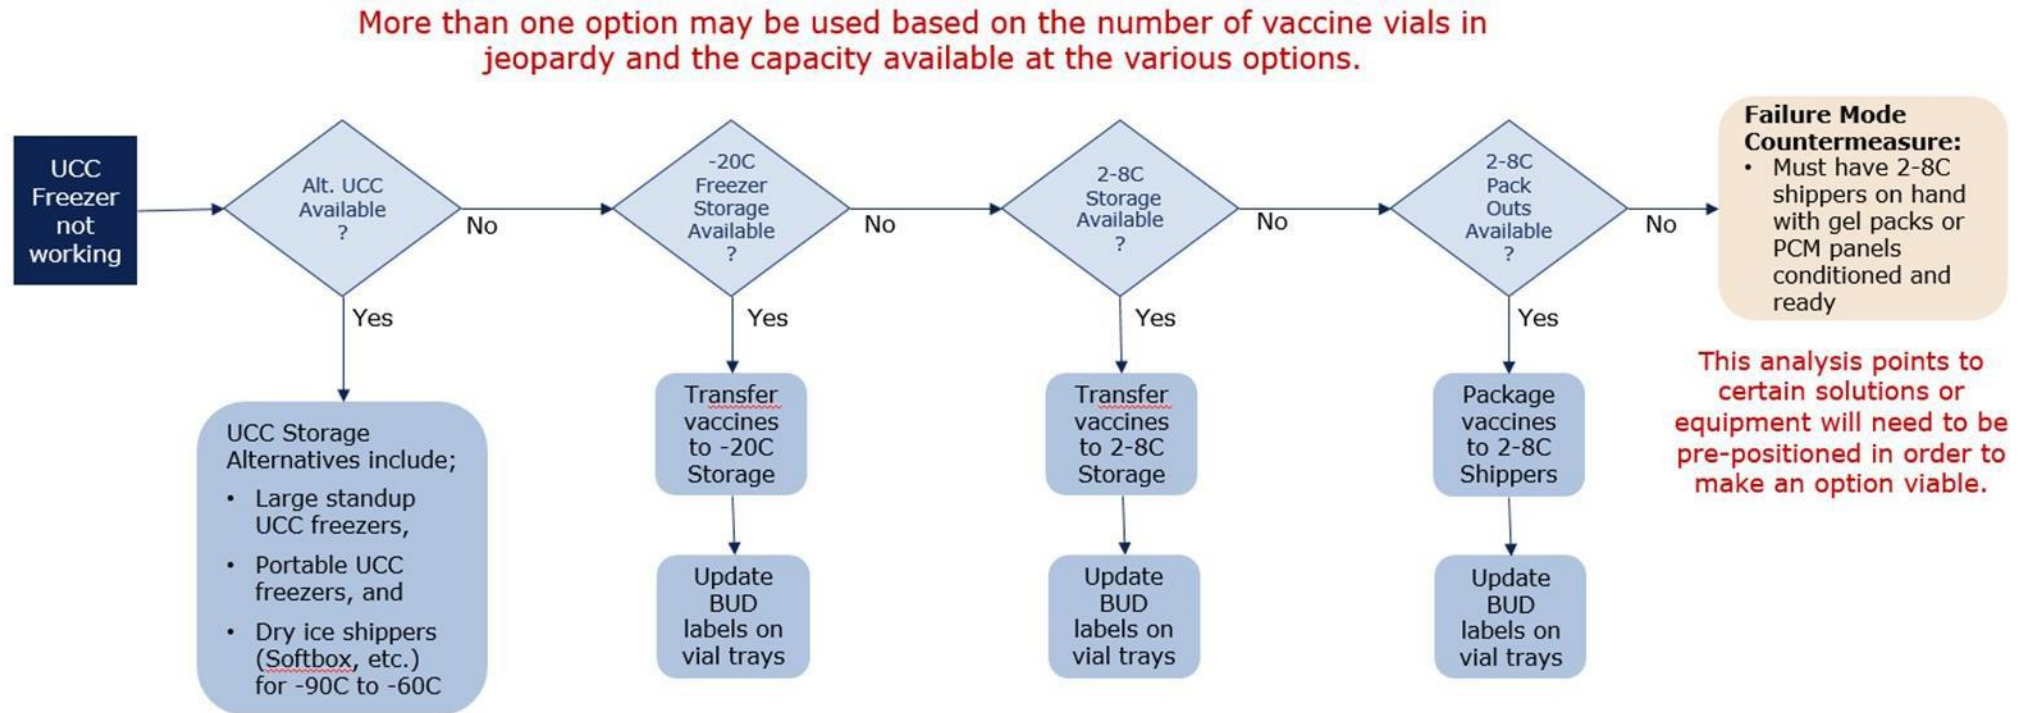 More than one option may be used based on the number of vaccine vials in
jeopardy and the capacity available at the various options.
UCC
Freezer
not
working
Alt. UCC
Available
?
No
Yes
UCC Storage
Alternatives include;
• Large standup
UCC freezers,
• Portable UCC
freezers, and
• Dry ice shippers
(Softbox, etc.)
for -90C to -60C
-20C
Freezer
Storage
Available
?
No
Yes
Transfer
vaccines
to -20C
Storage
Update
BUD
labels on
vial trays
2-8C
Storage
Available
?
No
Yes
Transfer
vaccines
to 2-8C
Storage
Update
BUD
labels on
vial trays
2-8C
Pack
Outs
Available
?
No
Yes
Package
vaccines
to 2-8C
Shippers
Update
BUD
labels on
vial trays
Failure Mode
Countermeasure:
• Must have 2-8C
shippers on hand
with gel packs or
PCM panels
conditioned and
ready
This analysis points to
certain solutions or
equipment will need to be
pre-positioned in order to
make an option viable.